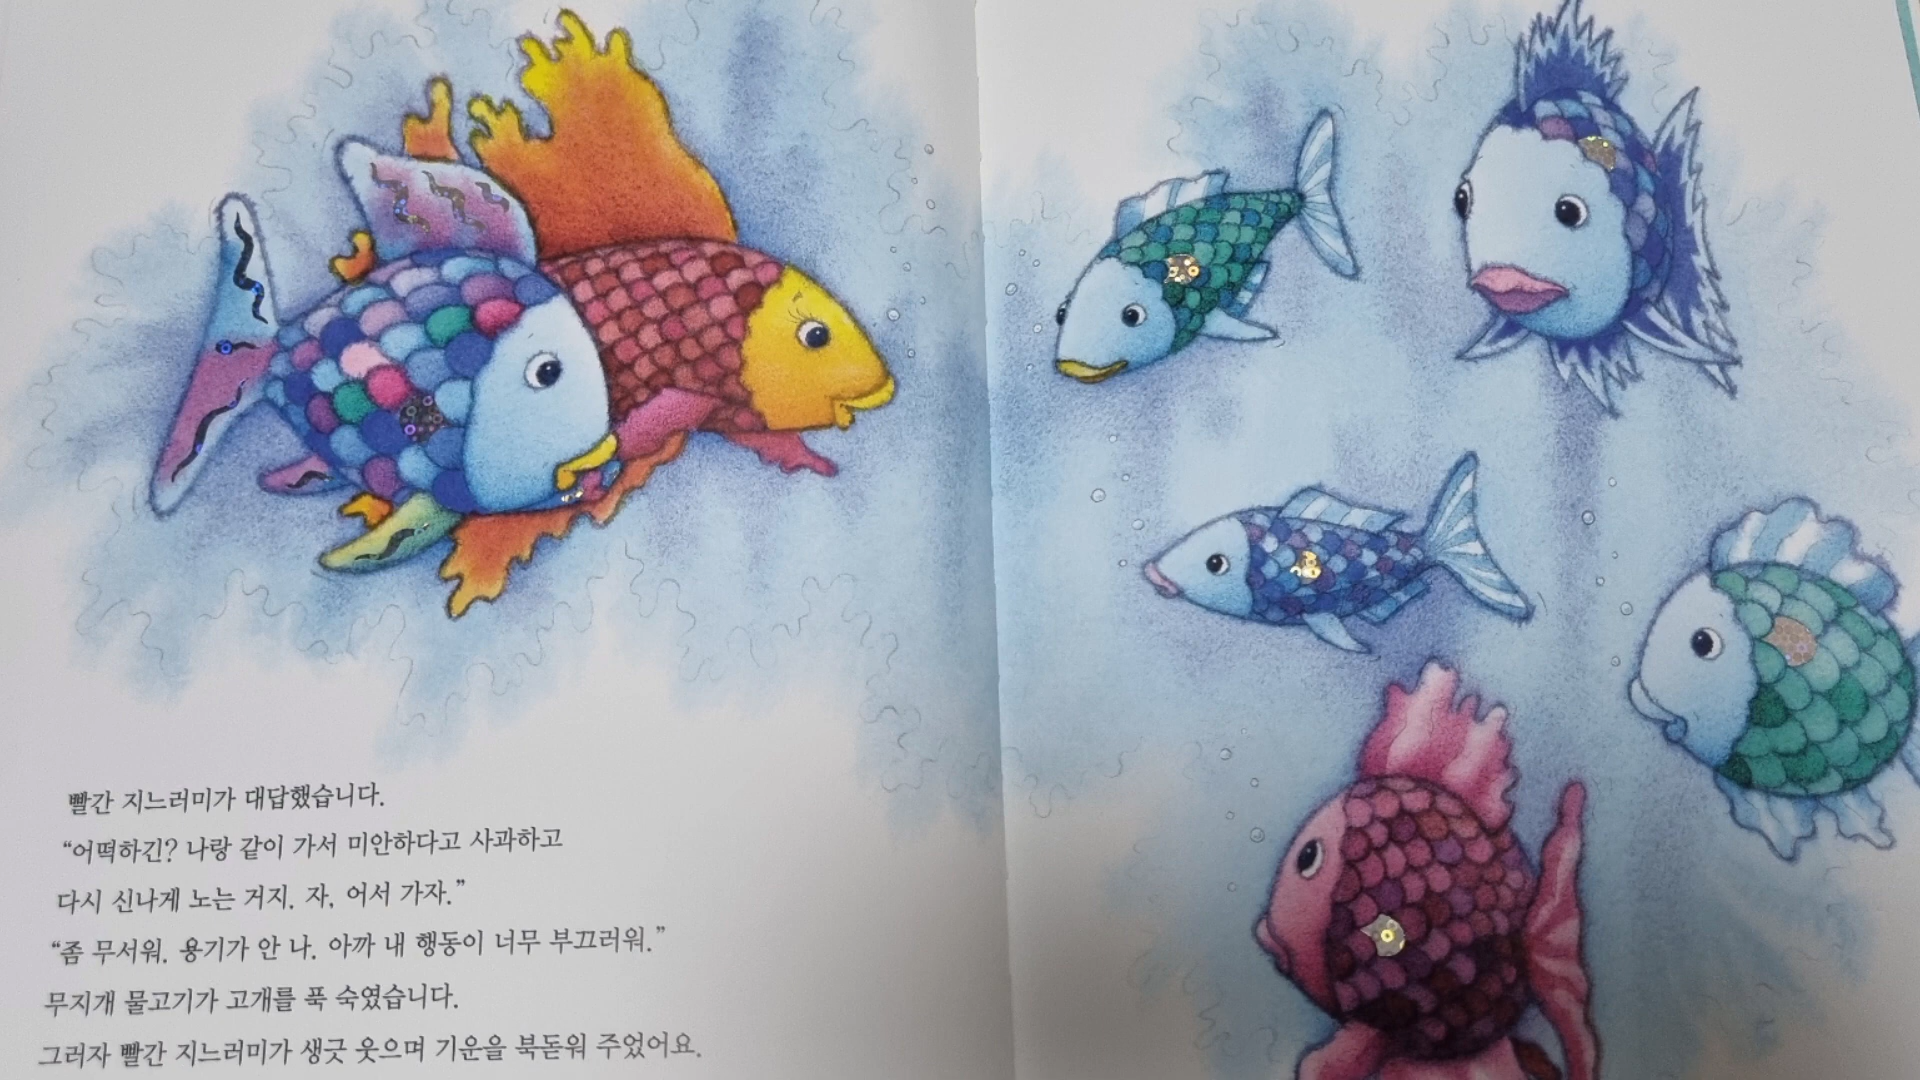 빨간 지느러미가 대답했습니다.
“어떡하긴? 나랑 같이 가서 미안하다고 사과하고
다시 신나게 노는 거지. 자, 어서 가자.”
“좀 무서워. 용기가 안 나. 아까 내 행동이 너무 부끄러워.”
무지개 물고기가 고개를 푹 숙였습니다.
그러자 빨간 지느러미가 생긋 웃으며 기운을 북돋워 주었어요.